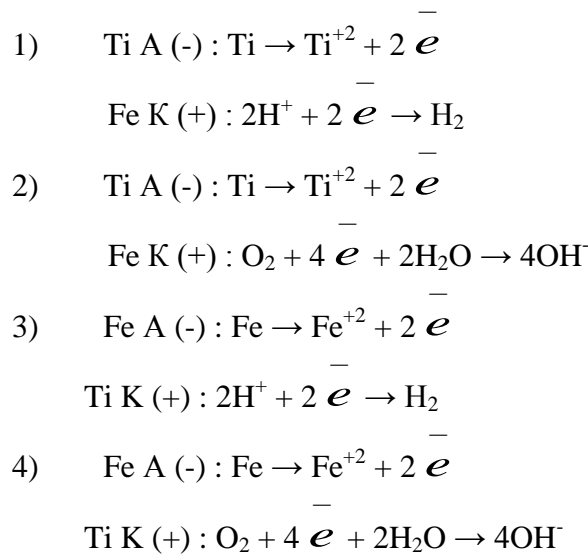 1) Ti A (-) : Ti → Ti⁺² + 2 e̅
Fe К (+) : 2H⁺ + 2 e̅ → H₂
2) Ti A (-) : Ti → Ti⁺² + 2 e̅
Fe К (+) : O₂ + 4 e̅ + 2H₂O → 4OH⁻
3) Fe A (-) : Fe → Fe⁺² + 2 e̅
Ti К (+) : 2H⁺ + 2 e̅ → H₂
4) Fe A (-) : Fe → Fe⁺² + 2 e̅
Ti К (+) : O₂ + 4 e̅ + 2H₂O → 4OH⁻